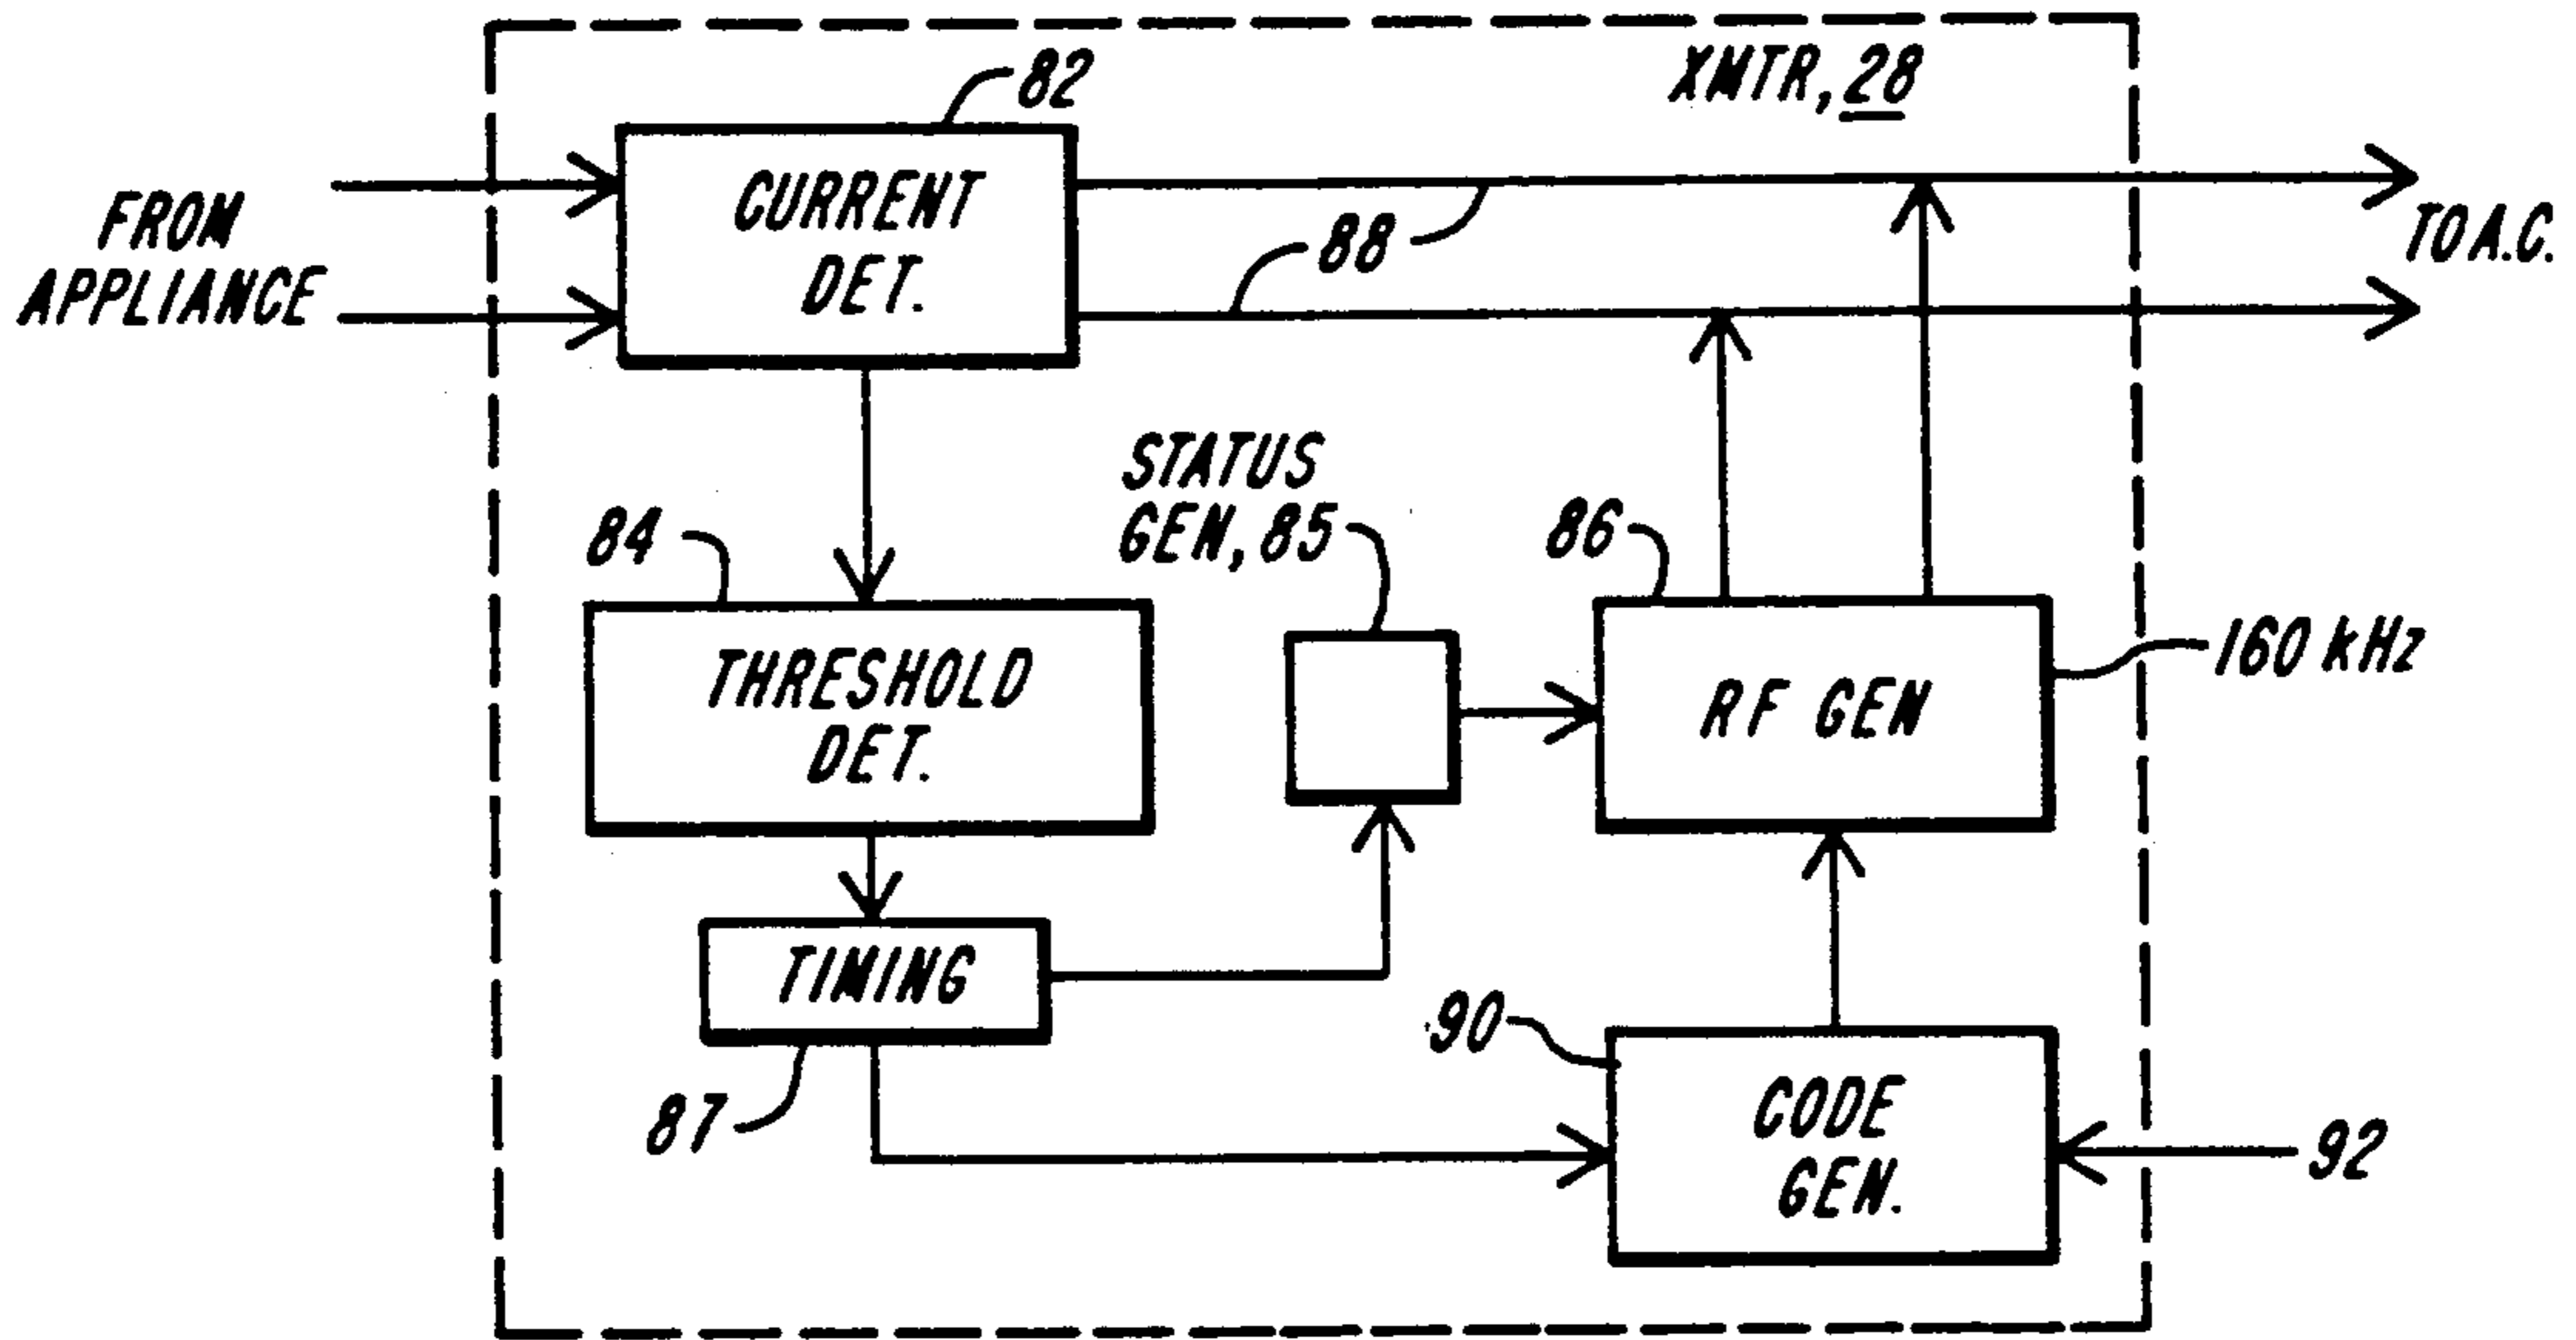 XMTR, 28
82
CURRENT
DET.
FROM
APPLIANCE
88
TO A.C.
STATUS
GEN, 85
84
86
THRESHOLD
DET.
RF GEN
160 kHz
TIMING
87
90
CODE
GEN.
92